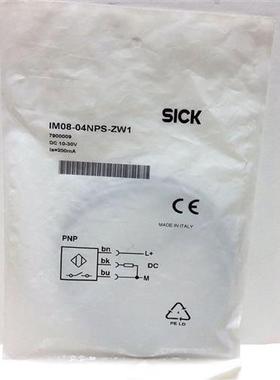 SICK
IM08-04NPS-ZW1
7900009
DC 10-30V
Ia=200mA
CE
MADE IN ITALY
PNP
bn L+
bk DC
bu M
PE LD